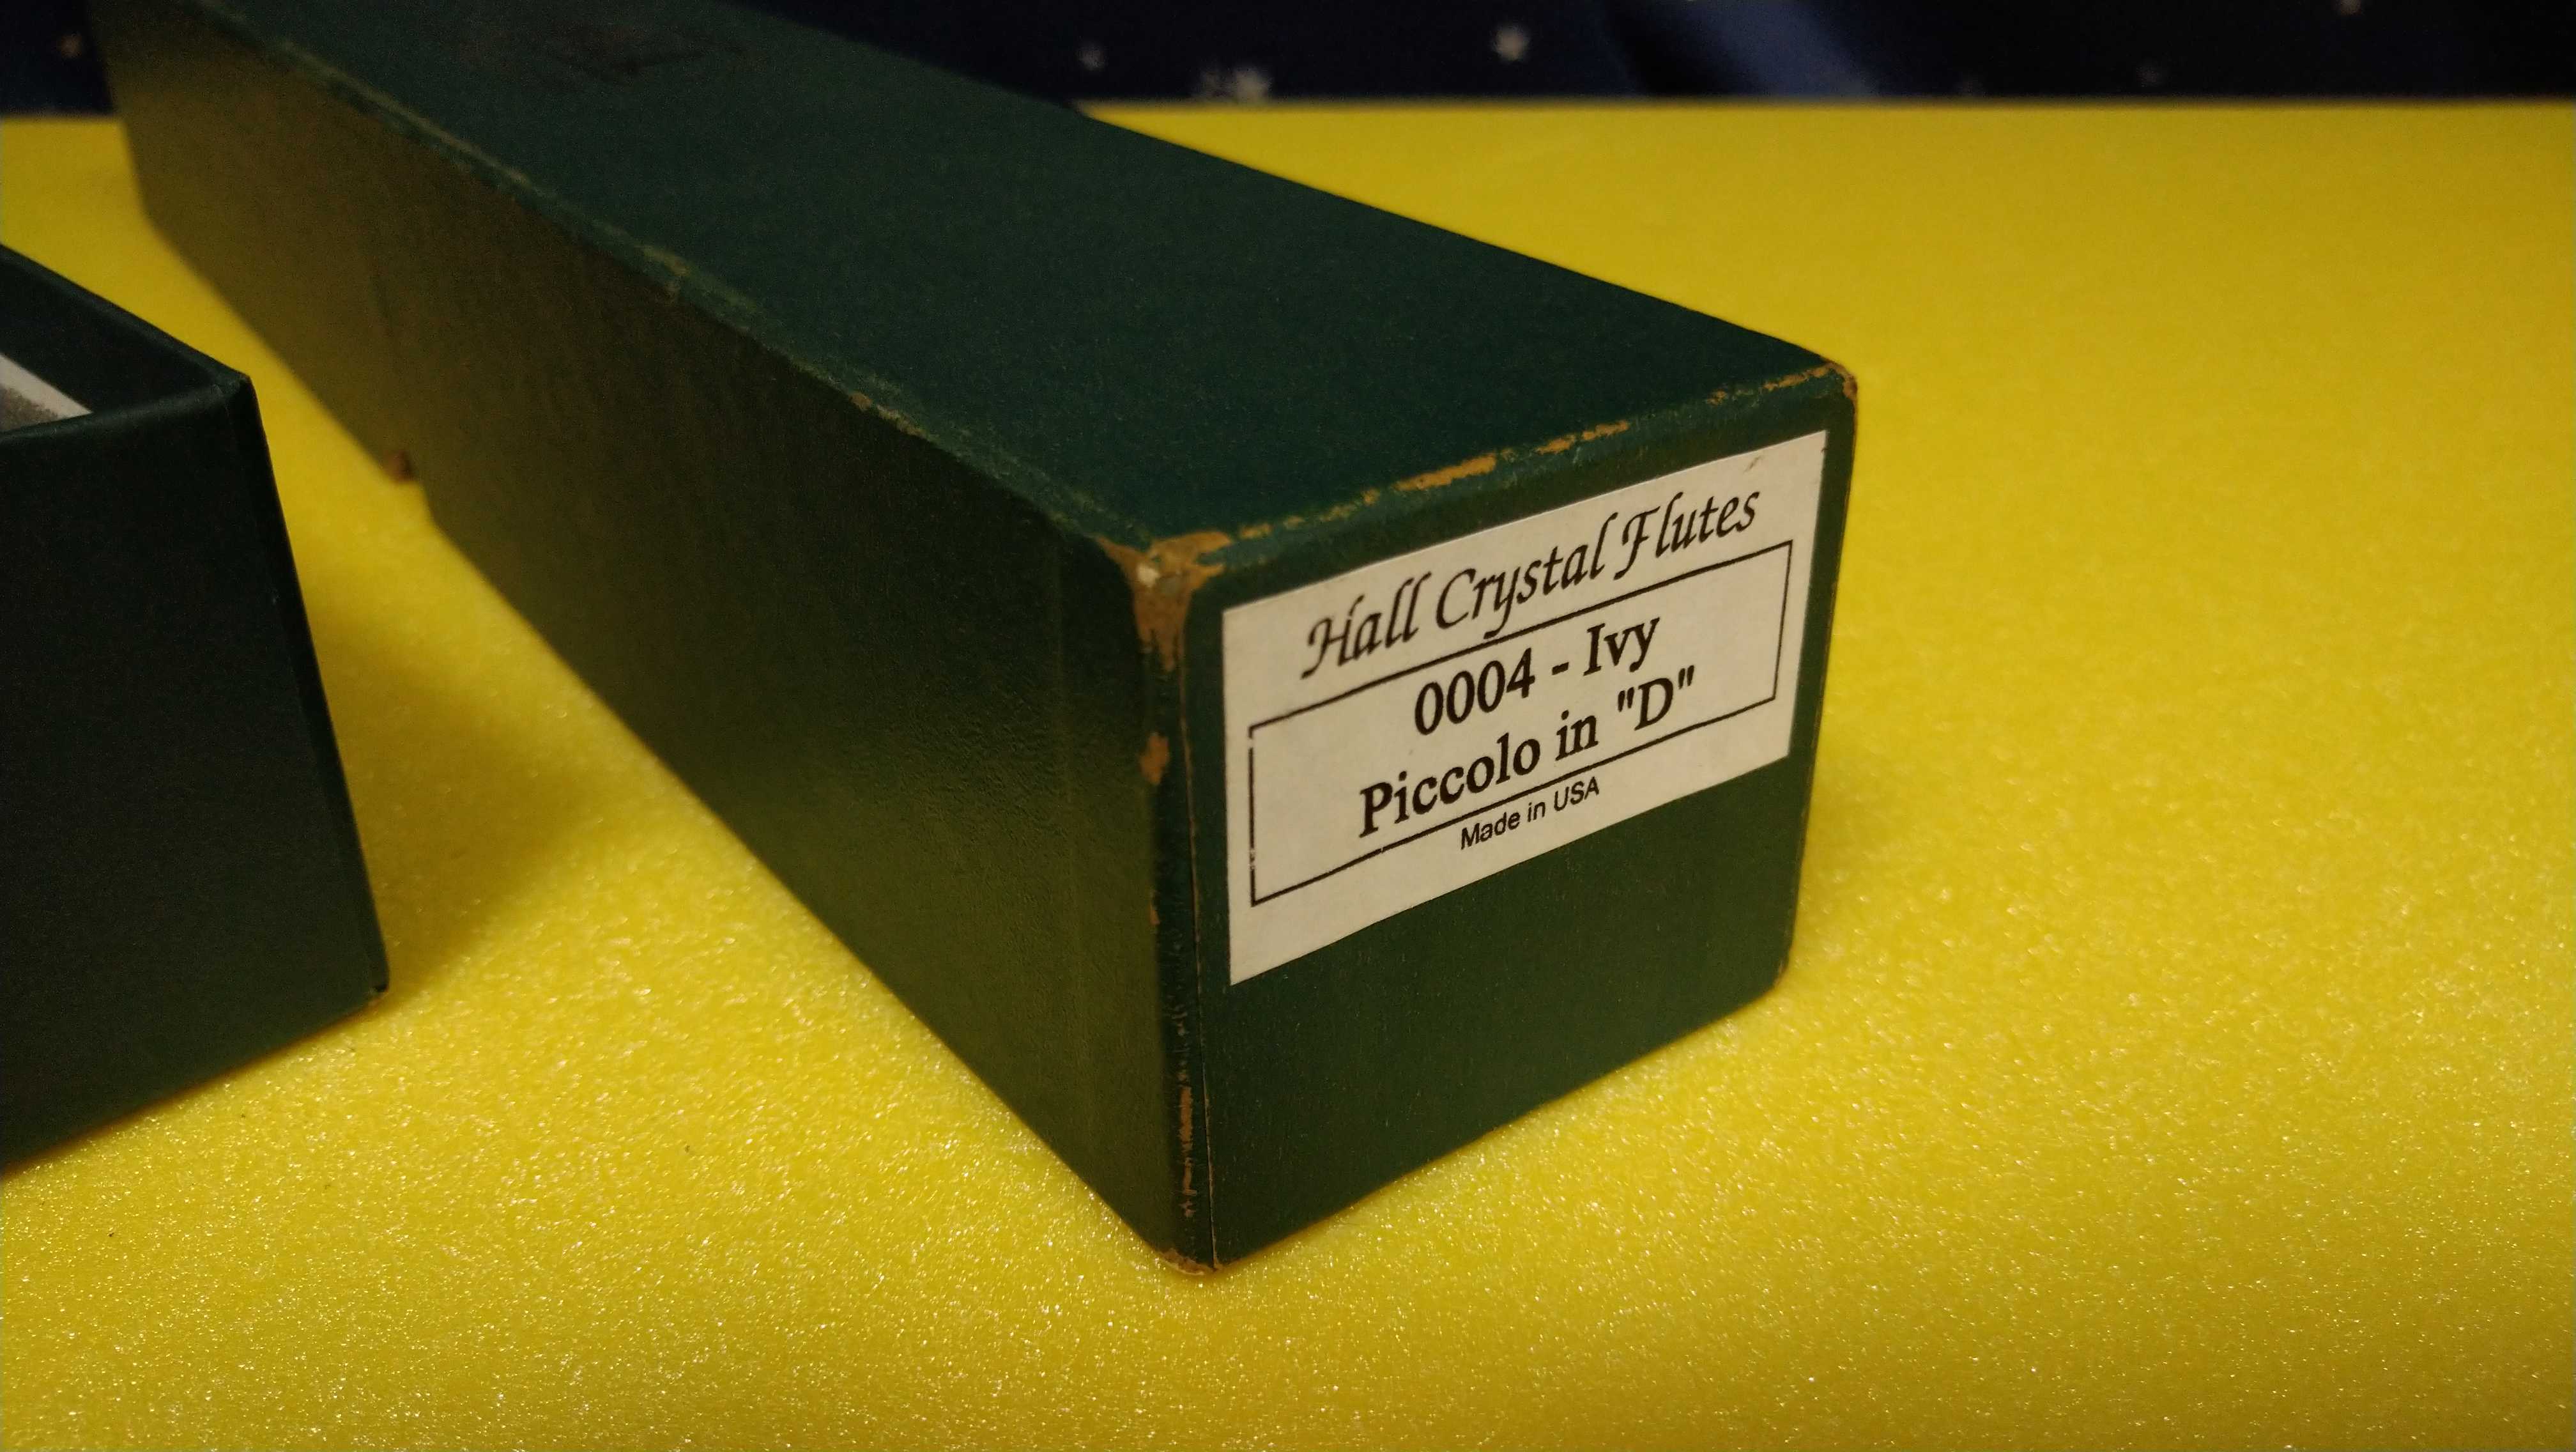 Hall Crystal Flutes
0004 - Ivy
Piccolo in "D"
Made in USA